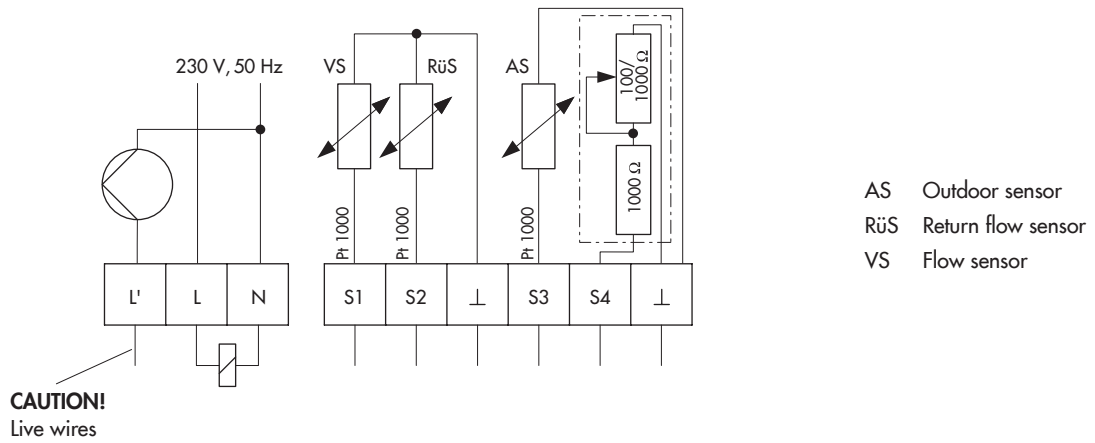 230 V, 50 Hz
VS
RüS
AS
100/
1000 Ω
1000 Ω
Pt 1000
Pt 1000
Pt 1000
L'
L
N
S1
S2
⊥
S3
S4
⊥
CAUTION!
Live wires
AS Outdoor sensor
RüS Return flow sensor
VS Flow sensor